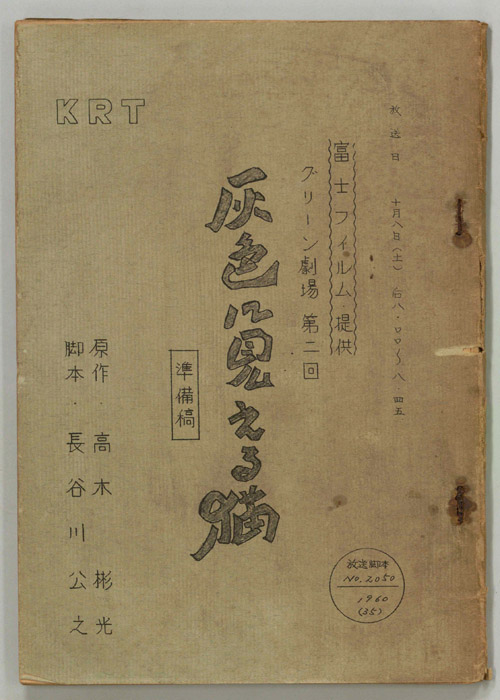 放送日 十月八日(土) 后八・〇〇〜八・四五
富士フィルム・提供
グリーン劇場 第二回
灰色に見える猫
準備稿
KRT
原作・高木彬光
脚本・長谷川公之
放送脚本
No.2050
1960
(35)